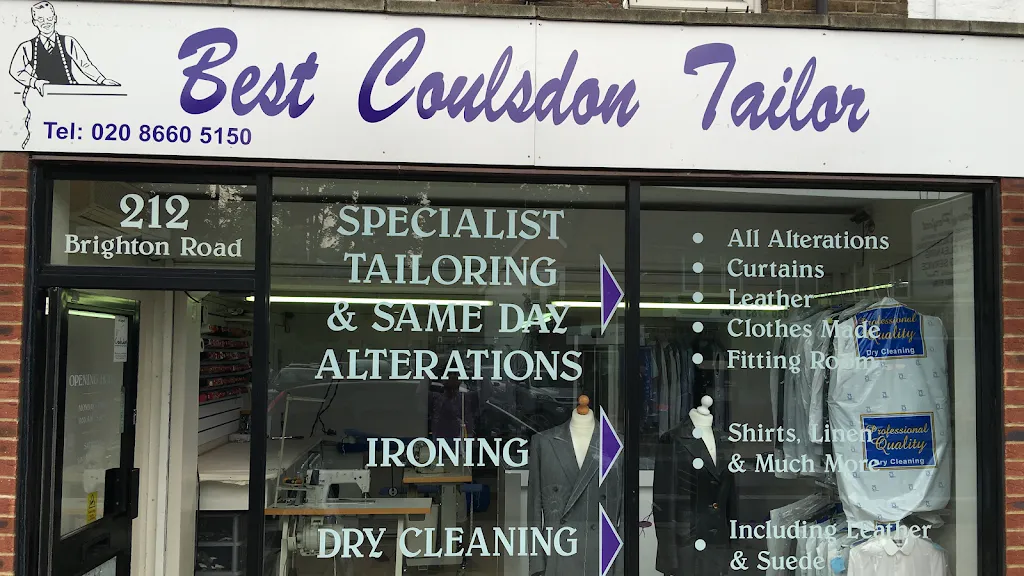 Best Coulsdon Tailor
Tel: 020 8660 5150
212
Brighton Road
SPECIALIST
TAILORING
& SAME DAY
ALTERATIONS
• All Alterations
• Curtains
• Leather
• Clothes Made
• Fitting Room
IRONING
• Shirts, Linen
• & Much More
DRY CLEANING
• Including Leather
& Suede
Professional
Quality
Dry Cleaning
Professional
Quality
Dry Cleaning
OPENING